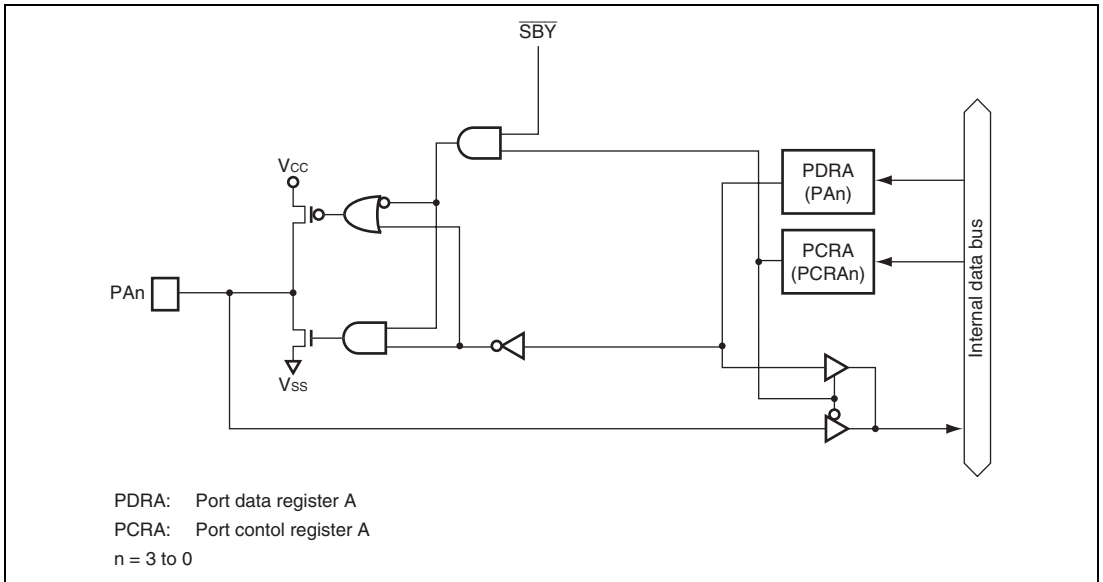 SBY
VCC
PDRA
(PAn)
PCRA
(PCRAn)
PAn
VSS
Internal data bus
PDRA: Port data register A
PCRA: Port contol register A
n = 3 to 0